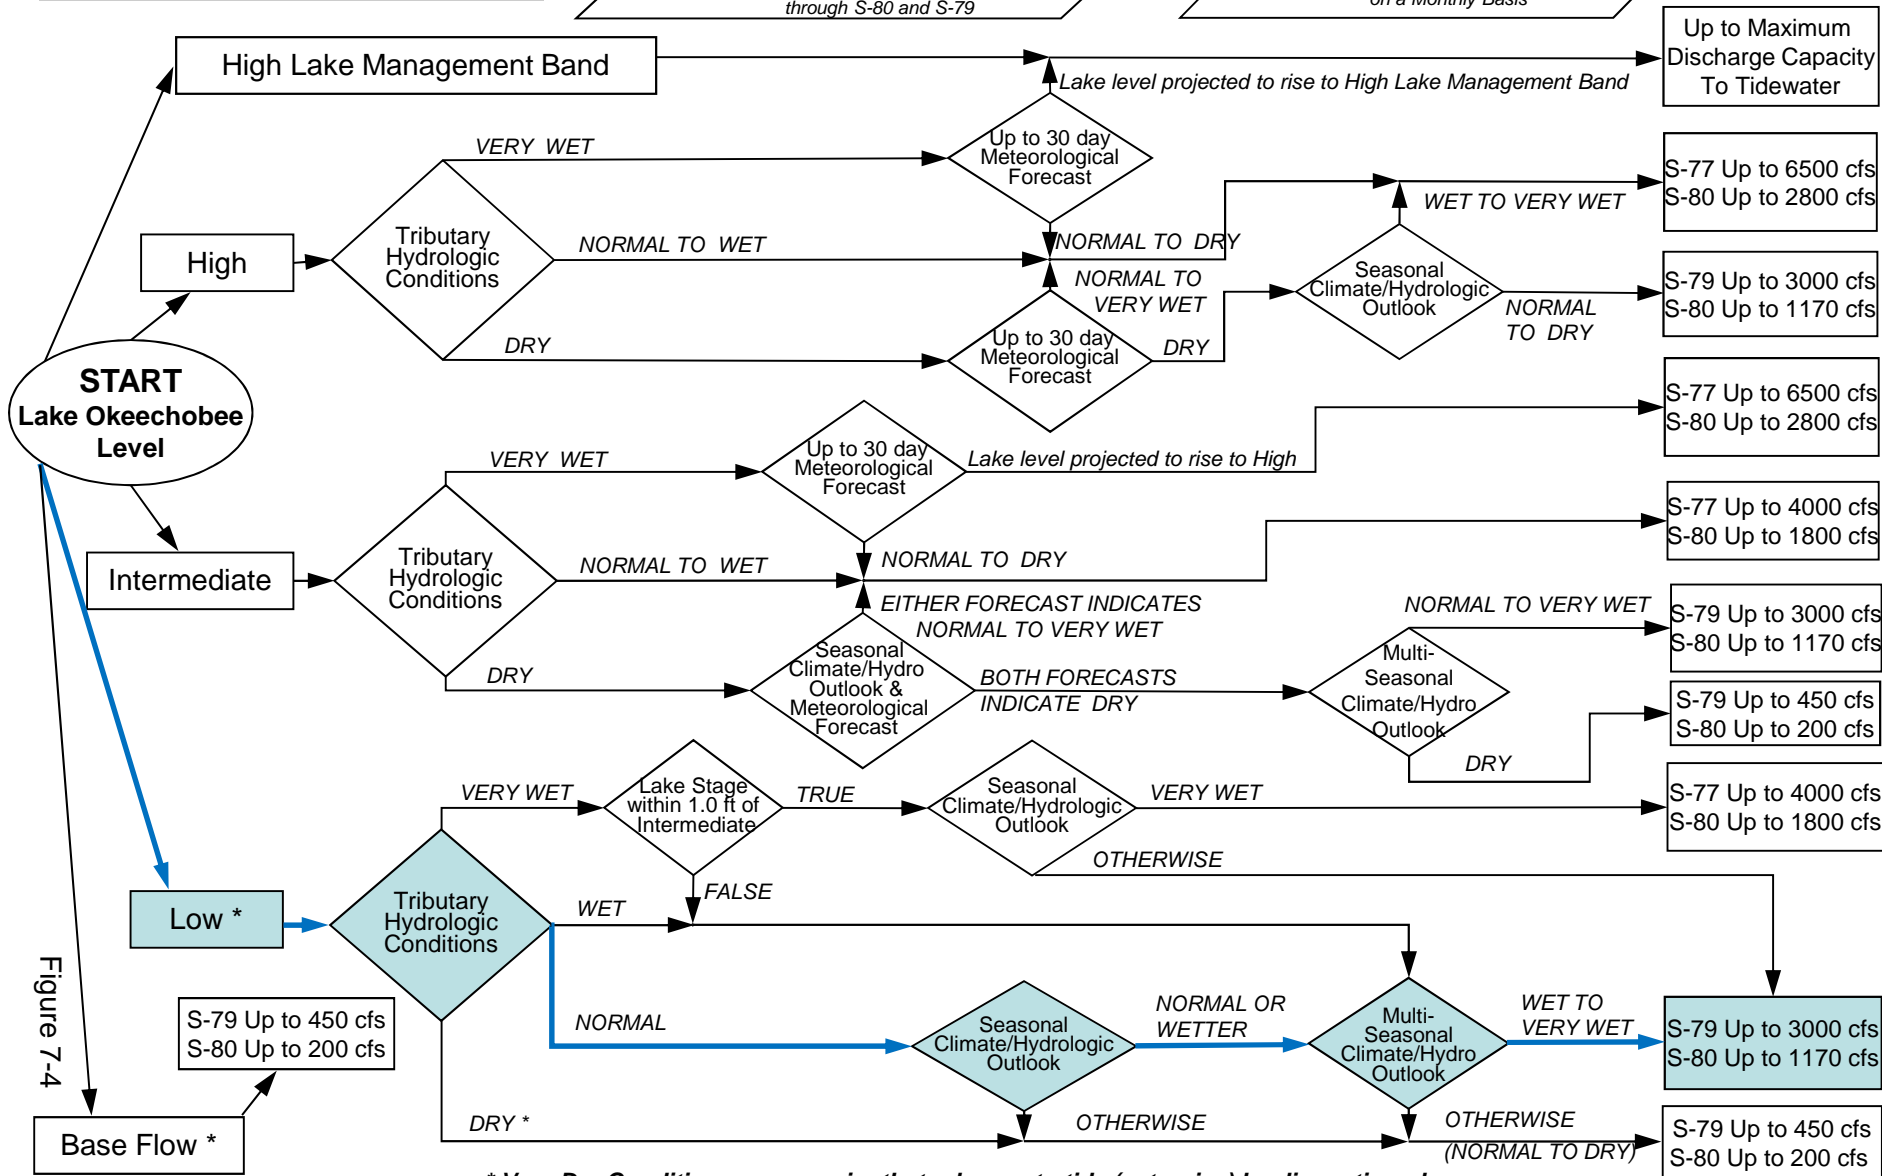 through S-80 and S-79
on a Monthly Basis
High Lake Management Band
Lake level projected to rise to High Lake Management Band
Up to Maximum
Discharge Capacity
To Tidewater
VERY WET
Up to 30 day
Meteorological
Forecast
S-77 Up to 6500 cfs
S-80 Up to 2800 cfs
WET TO VERY WET
High
Tributary
Hydrologic
Conditions
NORMAL TO WET
NORMAL TO DRY
NORMAL TO
VERY WET
Seasonal
Climate/Hydrologic
Outlook
NORMAL
TO DRY
S-79 Up to 3000 cfs
S-80 Up to 1170 cfs
DRY
Up to 30 day
Meteorological
Forecast
DRY
START
Lake Okeechobee
Level
S-77 Up to 6500 cfs
S-80 Up to 2800 cfs
VERY WET
Up to 30 day
Meteorological
Forecast
Lake level projected to rise to High
S-77 Up to 4000 cfs
S-80 Up to 1800 cfs
Intermediate
Tributary
Hydrologic
Conditions
NORMAL TO WET
NORMAL TO DRY
EITHER FORECAST INDICATES
NORMAL TO VERY WET
NORMAL TO VERY WET
S-79 Up to 3000 cfs
S-80 Up to 1170 cfs
DRY
Seasonal
Climate/Hydro
Outlook &
Meteorological
Forecast
BOTH FORECASTS
INDICATE DRY
Multi-
Seasonal
Climate/Hydro
Outlook
DRY
S-79 Up to 450 cfs
S-80 Up to 200 cfs
VERY WET
Lake Stage
within 1.0 ft of
Intermediate
TRUE
Seasonal
Climate/Hydrologic
Outlook
VERY WET
S-77 Up to 4000 cfs
S-80 Up to 1800 cfs
OTHERWISE
FALSE
Low *
Tributary
Hydrologic
Conditions
WET
NORMAL
Seasonal
Climate/Hydrologic
Outlook
NORMAL OR
WETTER
Multi-
Seasonal
Climate/Hydro
Outlook
WET TO
VERY WET
S-79 Up to 3000 cfs
S-80 Up to 1170 cfs
Figure 7-4
S-79 Up to 450 cfs
S-80 Up to 200 cfs
Base Flow *
DRY *
OTHERWISE
OTHERWISE
(NORMAL TO DRY)
S-79 Up to 450 cfs
S-80 Up to 200 cfs